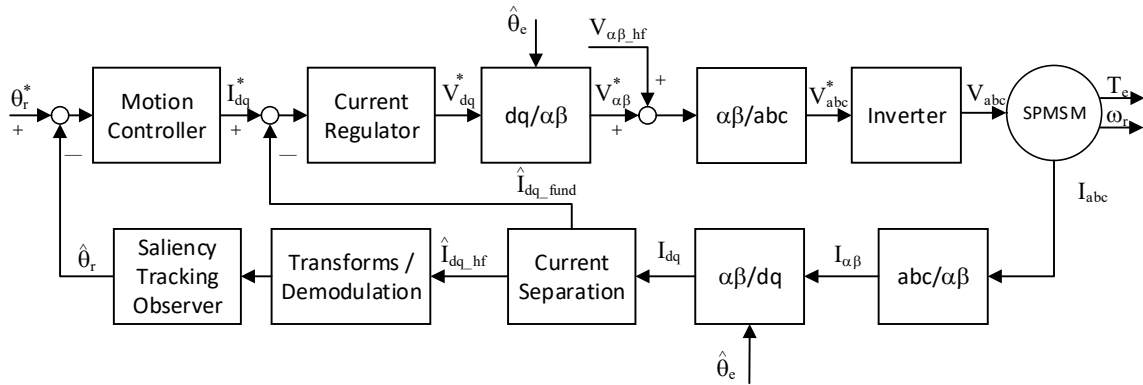 θ̂e
Vαβ_hf
θr*
+
—
Motion
Controller
Idq*
+
—
Current
Regulator
Vdq*
dq/αβ
Vαβ*
+
+
αβ/abc
Vabc*
Inverter
Vabc
SPMSM
Te
ωr
Îdq_fund
Iabc
θ̂r
Saliency
Tracking
Observer
Transforms /
Demodulation
Îdq_hf
Current
Separation
Idq
αβ/dq
Iαβ
abc/αβ
θ̂e